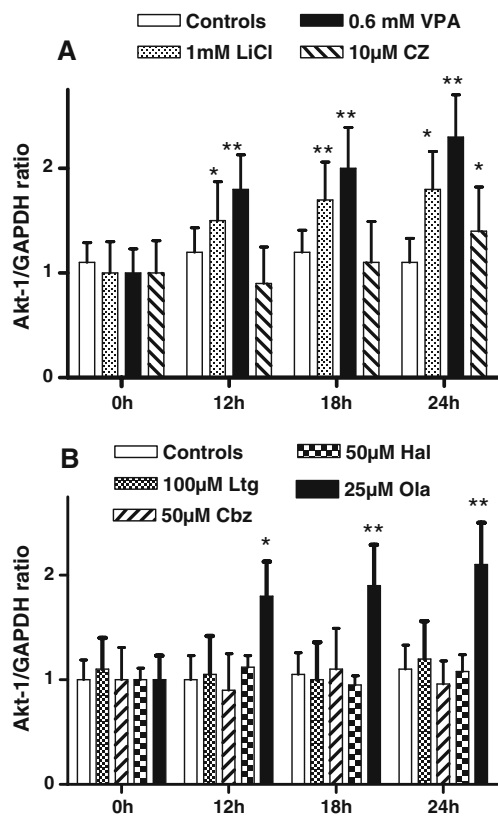 A
Controls 0.6 mM VPA
1mM LiCl 10µM CZ
Akt-1/GAPDH ratio
2
1
0
* ** ** ** * ** *
0h 12h 18h 24h
B
Controls 50µM Hal
100µM Ltg 25µM Ola
50µM Cbz
Akt-1/GAPDH ratio
2
1
0
* ** **
0h 12h 18h 24h